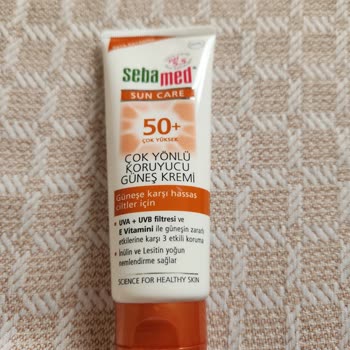 sebamed
SUN CARE
50+
ÇOK YÜKSEK
ÇOK YÖNLÜ
KORUYUCU
GÜNEŞ KREMİ
Güneşe karşı hassas
ciltler için
UVA + UVB filtresi ve
E Vitamini ile güneşin zararlı
etkilerine karşı 3 etkili koruma
İnülin ve Lesitin yoğun
nemlendirme sağlar
SCIENCE FOR HEALTHY SKIN